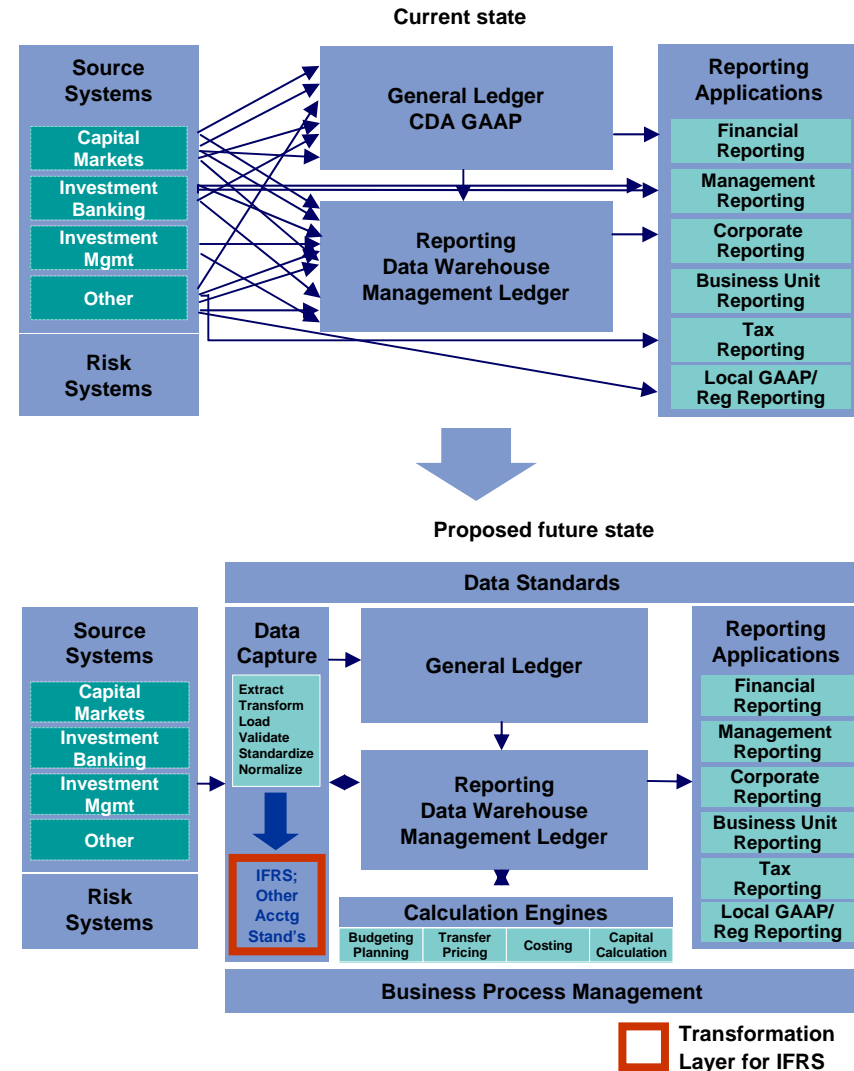 Current state
Source
Systems
Capital
Markets
Investment
Banking
Investment
Mgmt
Other
Risk
Systems
General Ledger
CDA GAAP
Reporting
Data Warehouse
Management Ledger
Reporting
Applications
Financial
Reporting
Management
Reporting
Corporate
Reporting
Business Unit
Reporting
Tax
Reporting
Local GAAP/
Reg Reporting
Proposed future state
Data Standards
Source
Systems
Capital
Markets
Investment
Banking
Investment
Mgmt
Other
Risk
Systems
Data
Capture
Extract
Transform
Load
Validate
Standardize
Normalize
IFRS;
Other
Acctg
Stand's
General Ledger
Reporting
Data Warehouse
Management Ledger
Calculation Engines
Budgeting
Planning
Transfer
Pricing
Costing
Capital
Calculation
Reporting
Applications
Financial
Reporting
Management
Reporting
Corporate
Reporting
Business Unit
Reporting
Tax
Reporting
Local GAAP/
Reg Reporting
Business Process Management
Transformation
Layer for IFRS